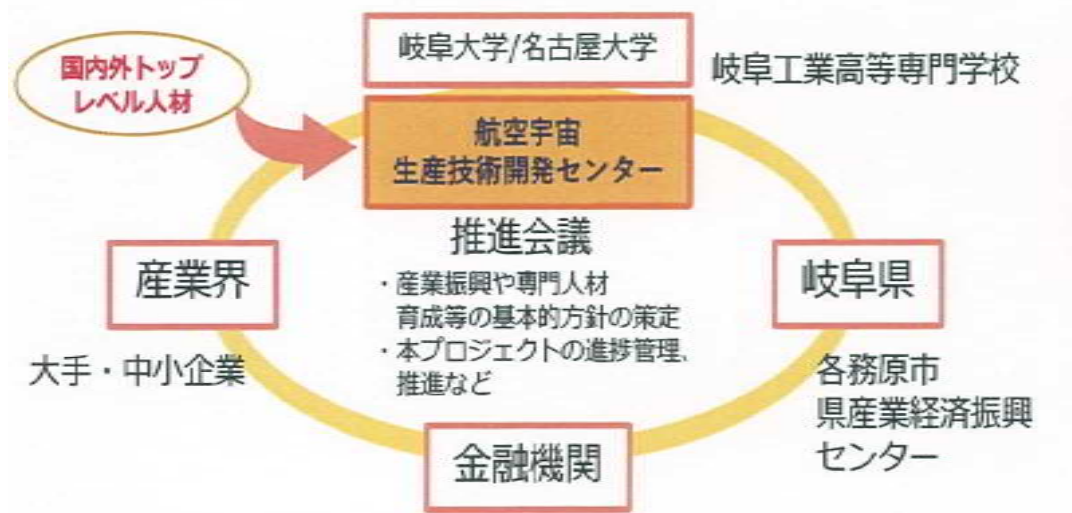 岐阜大学/名古屋大学
岐阜工業高等専門学校
国内外トップ
レベル人材
航空宇宙
生産技術開発センター
推進会議
・産業振興や専門人材
育成等の基本的方針の策定
・本プロジェクトの進捗管理、
推進など
産業界
大手・中小企業
岐阜県
各務原市
県産業経済振興
センター
金融機関